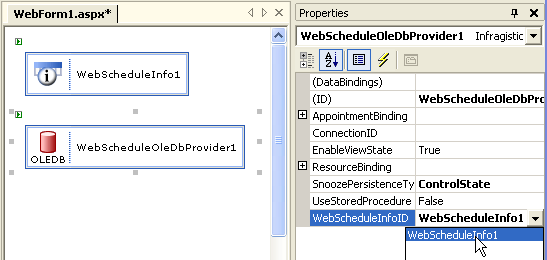 WebForm1.aspx*
WebScheduleInfo1
OLEDB
WebScheduleOleDbProvider1
Properties
WebScheduleOleDbProvider1 Infragistic
(DataBindings)
(ID) WebScheduleOleDbPro
AppointmentBinding
ConnectionID
EnableViewState True
ResourceBinding
SnoozePersistenceTy ControlState
UseStoredProcedure False
WebScheduleInfoID WebScheduleInfo1
WebScheduleInfo1